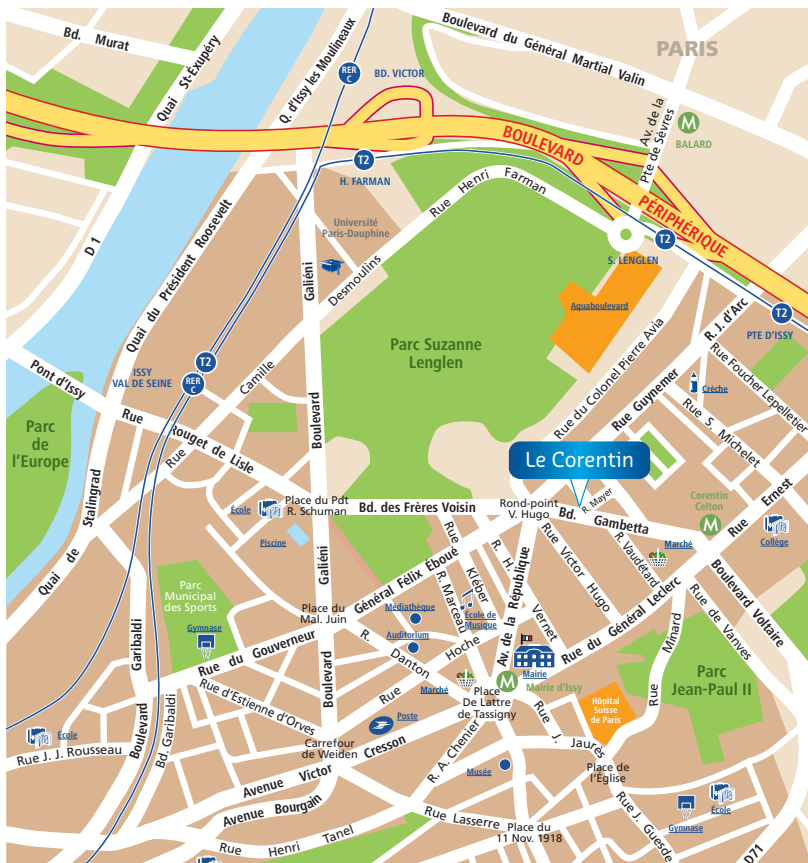 Bd. Murat
Quai St-Exupéry
Q. d'Issy les Moulineaux
RER
C
BD. VICTOR
Boulevard du Général Martial Valin
PARIS
Av. de la
Pte de Sèvres
M
BALARD
BOULEVARD
PÉRIPHÉRIQUE
T2
H. FARMAN
Rue Henri Farman
T2
S. LENGLEN
T2
PTE D'ISSY
D 1
Quai du Président Roosevelt
Université
Paris-Dauphine
Galiéni
Desmoulins
Aquaboulevard
Parc Suzanne
Lenglen
Rue du Colonel Pierre Avia
R. J. d'Arc
Rue Foucher Lepelletier
Crèche
Rue Guynemer
Rue S. Michelet
Pont d'Issy
ISSY
VAL DE SEINE
T2
RER
C
Camille
Rue
Boulevard
Parc
de
l'Europe
Rue
Rouget de Lisle
Le Corentin
Stalingrad
Quai de
École
Place du Pdt
R. Schuman
Piscine
Bd. des Frères Voisin
Rond-point
V. Hugo
R. Mayer
Bd. Gambetta
Corentin
Celton
M
Rue Ernest
Collège
Marché
R. Vaudétard
Rue Victor Hugo
Boulevard Voltaire
Rue de Vanves
Galiéni
Parc
Municipal
des Sports
Gymnase
Place du
Mal. Juin
Général Félix Eboué
Rue du Gouverneur
Rue
Kléber
R. Marceau
R. H.
Vernet
Av. de la République
Médiathèque
Auditorium
École de
Musique
R.
Danton
Hoche
Rue
Marché
Mairie
M
Mairie d'Issy
Rue du Général Leclerc
Minard
Rue
Parc
Jean-Paul II
Place
De Lattre
de Tassigny
Hôpital
Suisse
de Paris
Garibaldi
Boulevard
Bd. Garibaldi
Rue d'Estienne d'Orves
Boulevard
Poste
École
Rue J. J. Rousseau
Carrefour
de Weiden
Avenue Victor Cresson
R. A. Chenier
Musée
Rue J. Jaurès
Place de
l'Église
Avenue Bourgain
Rue Lasserre
Place du
11 Nov. 1918
Rue J. Guesde
École
Gymnase
Rue Henri Tanel
D71